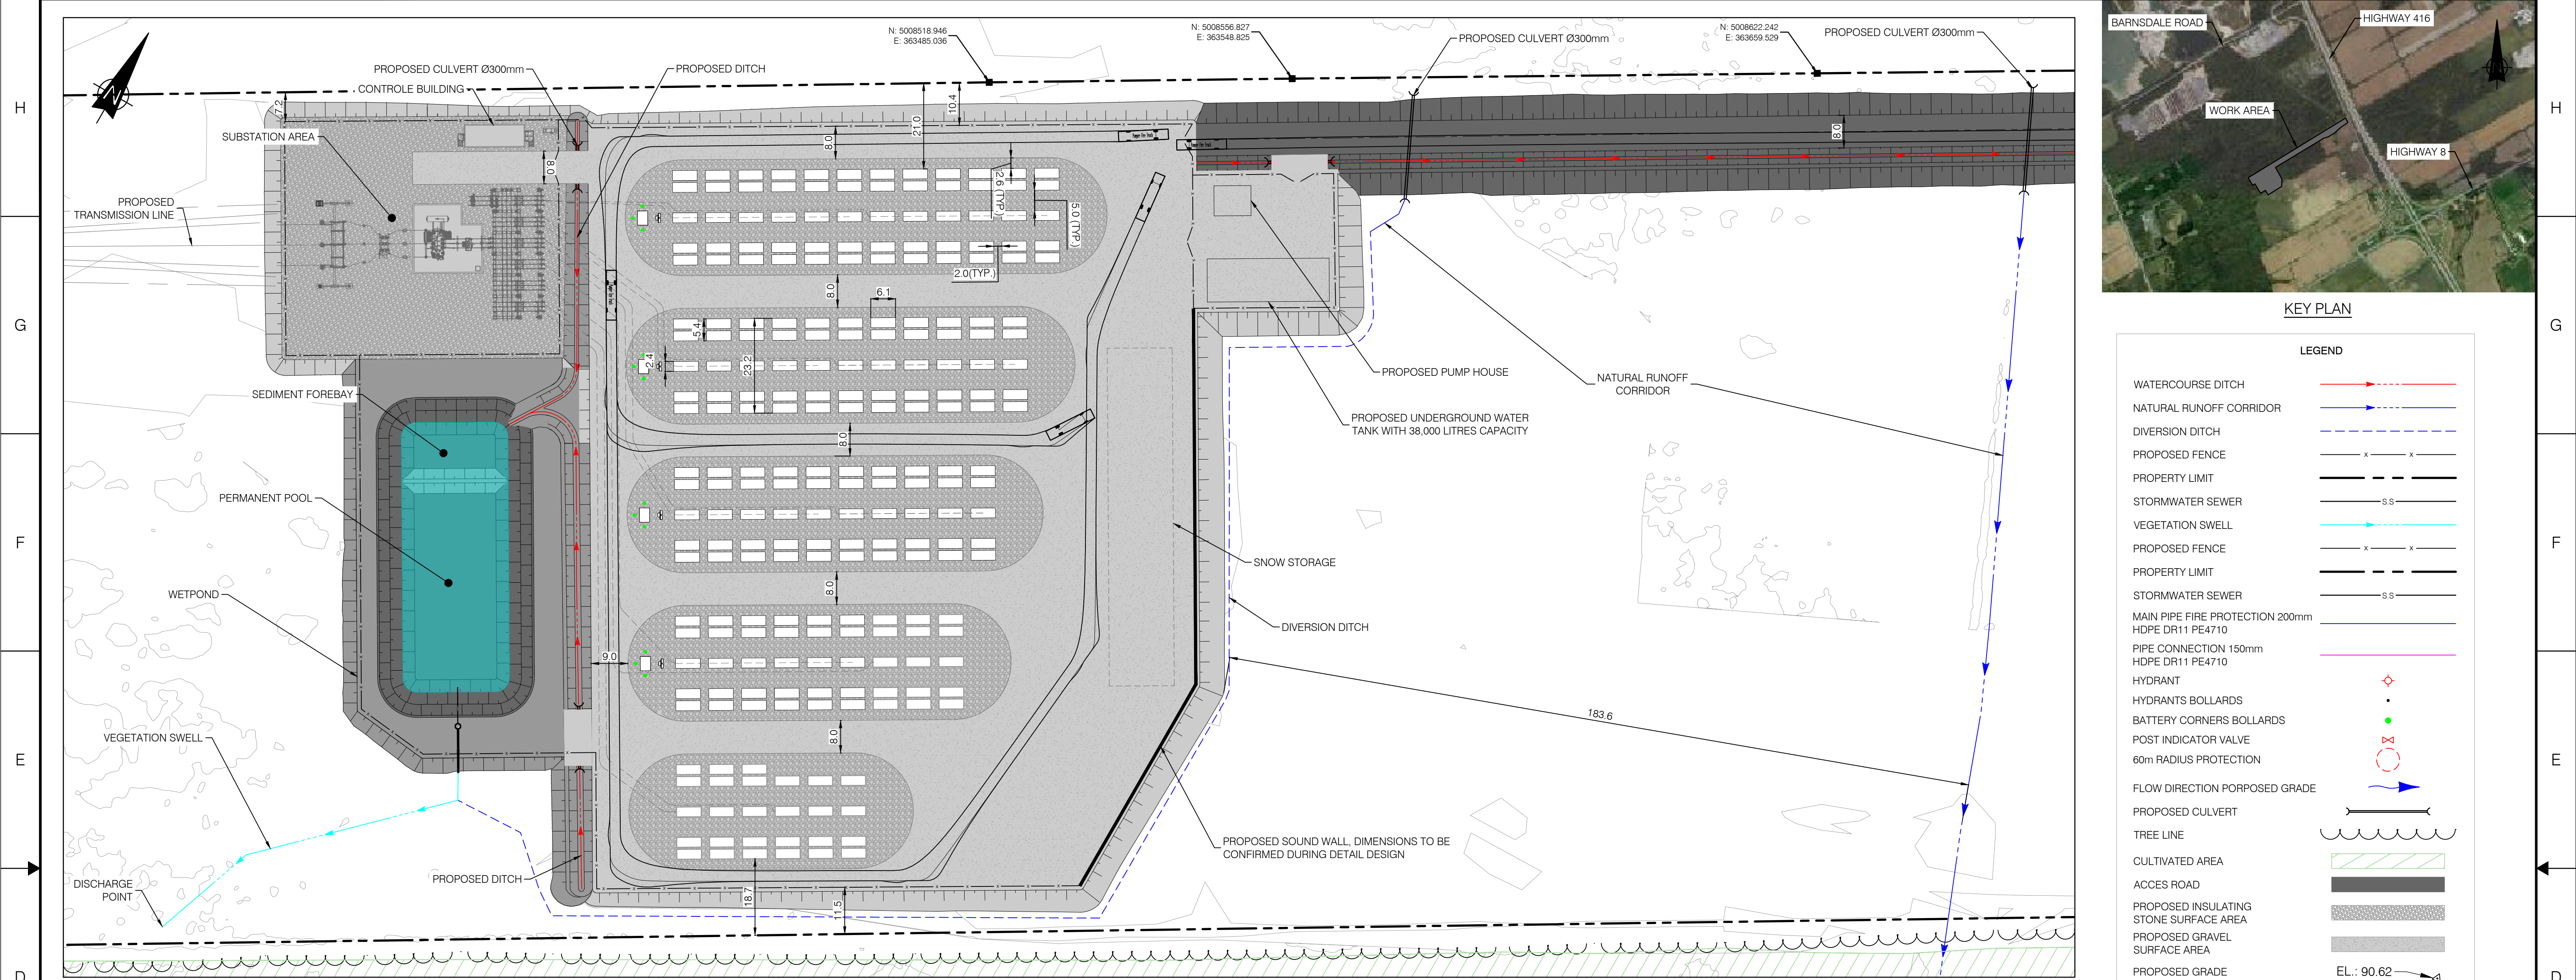 N: 5008518.946
E: 363485.036
N: 5008556.827
E: 363548.825
N: 5008622.242
E: 363659.529
PROPOSED CULVERT Ø300mm
PROPOSED CULVERT Ø300mm
PROPOSED CULVERT Ø300mm
PROPOSED DITCH
CONTROLE BUILDING
SUBSTATION AREA
PROPOSED
TRANSMISSION LINE
SEDIMENT FOREBAY
PERMANENT POOL
WETPOND
VEGETATION SWELL
DISCHARGE
POINT
PROPOSED DITCH
7.2
8.0
21.0
10.4
8.0
8.0
2.6 (TYP.)
5.0 (TYP.)
2.0(TYP.)
8.0
6.1
5.4
2.4
23.2
8.0
8.0
9.0
8.0
18.7
11.5
183.6
PROPOSED PUMP HOUSE
PROPOSED UNDERGROUND WATER
TANK WITH 38,000 LITRES CAPACITY
NATURAL RUNOFF
CORRIDOR
SNOW STORAGE
DIVERSION DITCH
PROPOSED SOUND WALL, DIMENSIONS TO BE
CONFIRMED DURING DETAIL DESIGN
H
G
F
E
D
H
G
F
E
D
BARNSDALE ROAD
HIGHWAY 416
WORK AREA
HIGHWAY 8
KEY PLAN
LEGEND
WATERCOURSE DITCH
NATURAL RUNOFF CORRIDOR
DIVERSION DITCH
PROPOSED FENCE x x
PROPERTY LIMIT
STORMWATER SEWER S.S
VEGETATION SWELL
PROPOSED FENCE x x
PROPERTY LIMIT
STORMWATER SEWER S.S
MAIN PIPE FIRE PROTECTION 200mm
HDPE DR11 PE4710
PIPE CONNECTION 150mm
HDPE DR11 PE4710
HYDRANT
HYDRANTS BOLLARDS
BATTERY CORNERS BOLLARDS
POST INDICATOR VALVE
60m RADIUS PROTECTION
FLOW DIRECTION PORPOSED GRADE
PROPOSED CULVERT
TREE LINE
CULTIVATED AREA
ACCES ROAD
PROPOSED INSULATING
STONE SURFACE AREA
PROPOSED GRAVEL
SURFACE AREA
PROPOSED GRADE EL.: 90.62